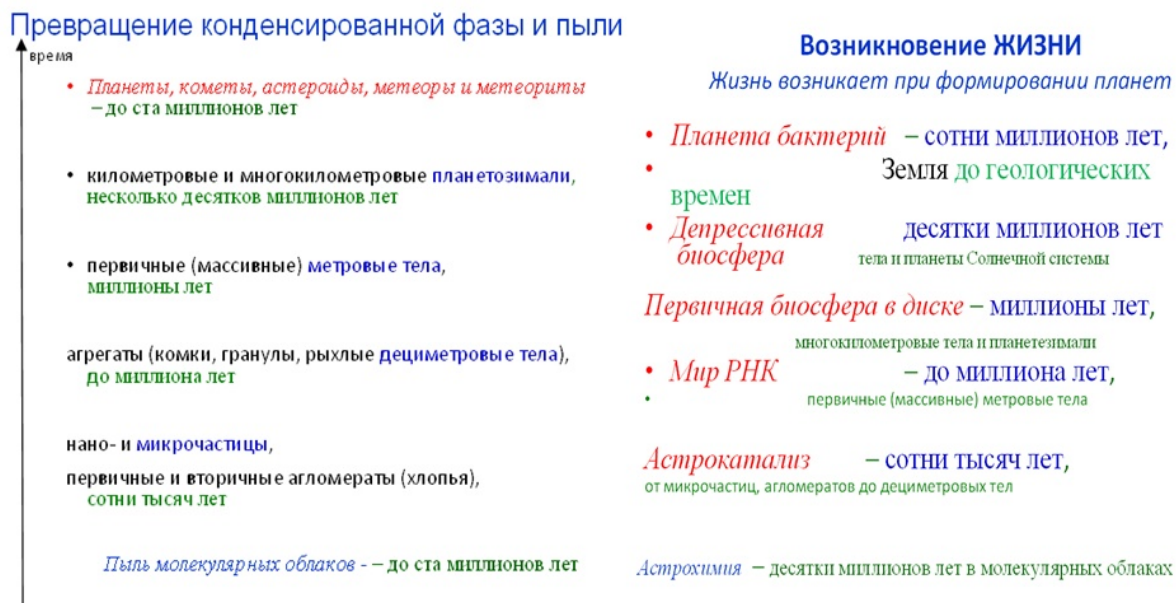 Превращение конденсированной фазы и пыли
время
• Планеты, кометы, астероиды, метеоры и метеориты
– до ста миллионов лет
• километровые и многокилометровые планетозимали,
несколько десятков миллионов лет
• первичные (массивные) метровые тела,
миллионы лет
агрегаты (комки, гранулы, рыхлые дециметровые тела),
до миллиона лет
нано- и микрочастицы,
первичные и вторичные агломераты (хлопья),
сотни тысяч лет
Пыль молекулярных облаков - – до ста миллионов лет
Возникновение ЖИЗНИ
Жизнь возникает при формировании планет
• Планета бактерий – сотни миллионов лет,
• Земля до геологических
времен
• Депрессивная десятки миллионов лет
биосфера тела и планеты Солнечной системы
Первичная биосфера в диске – миллионы лет,
многокилометровые тела и планетезимали
• Мир РНК – до миллиона лет,
• первичные (массивные) метровые тела
Астрокатализ – сотни тысяч лет,
от микрочастиц, агломератов до дециметровых тел
Астрохимия – десятки миллионов лет в молекулярных облаках